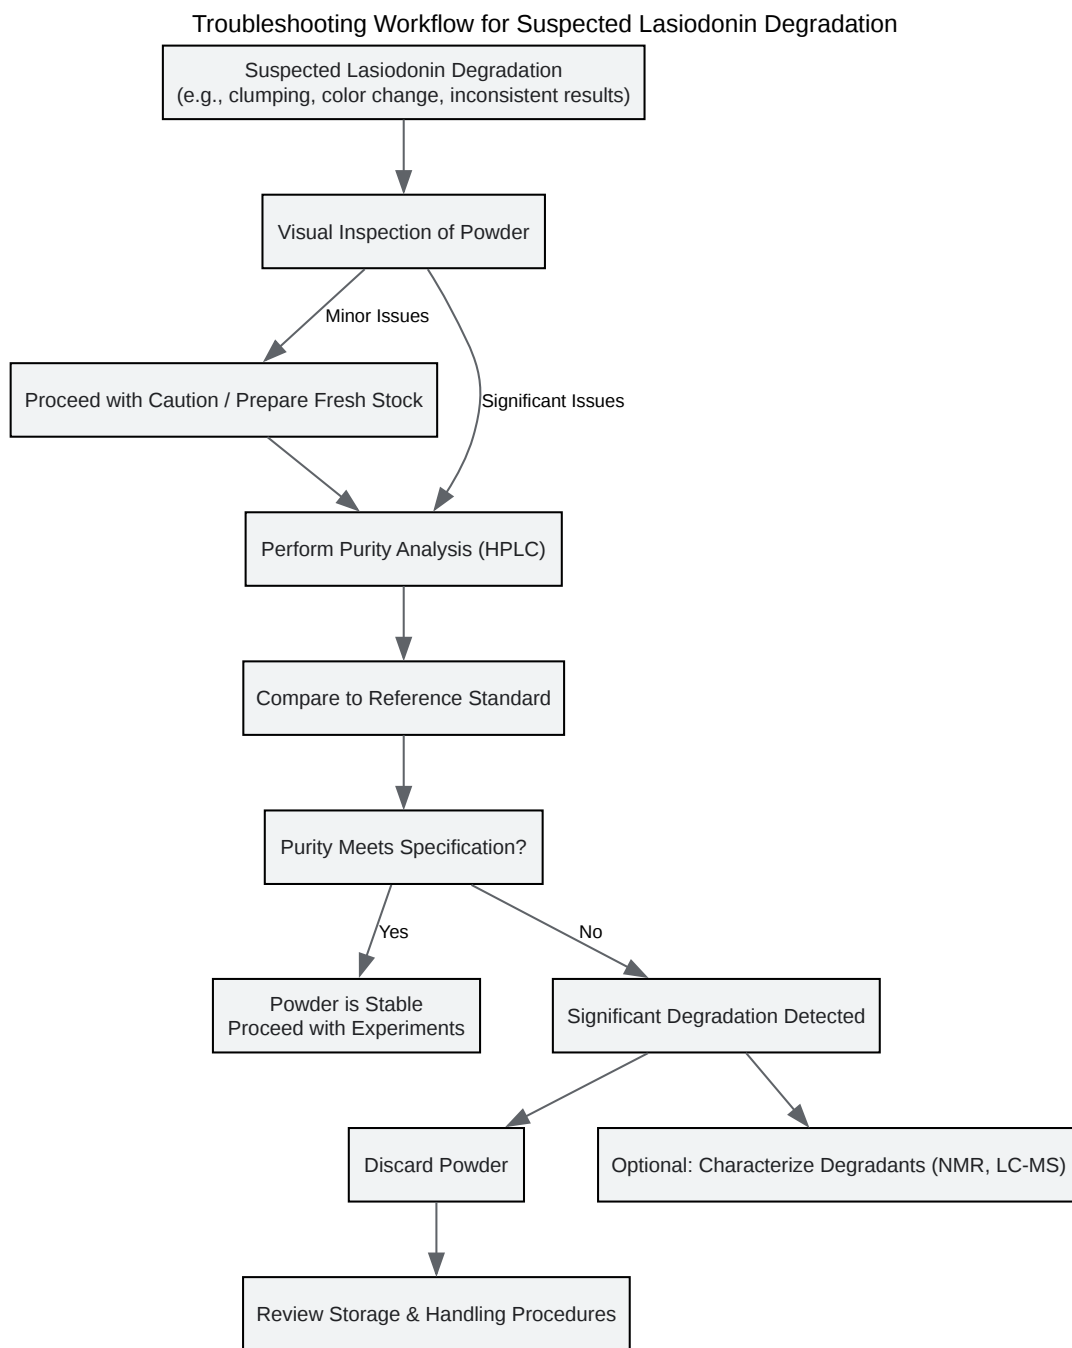 Troubleshooting Workflow for Suspected Lasiodonin Degradation
Suspected Lasiodonin Degradation
(e.g., clumping, color change, inconsistent results)
Visual Inspection of Powder
Minor Issues
Proceed with Caution / Prepare Fresh Stock
Significant Issues
Perform Purity Analysis (HPLC)
Compare to Reference Standard
Purity Meets Specification?
Yes
No
Powder is Stable
Proceed with Experiments
Significant Degradation Detected
Discard Powder
Optional: Characterize Degradants (NMR, LC-MS)
Review Storage & Handling Procedures